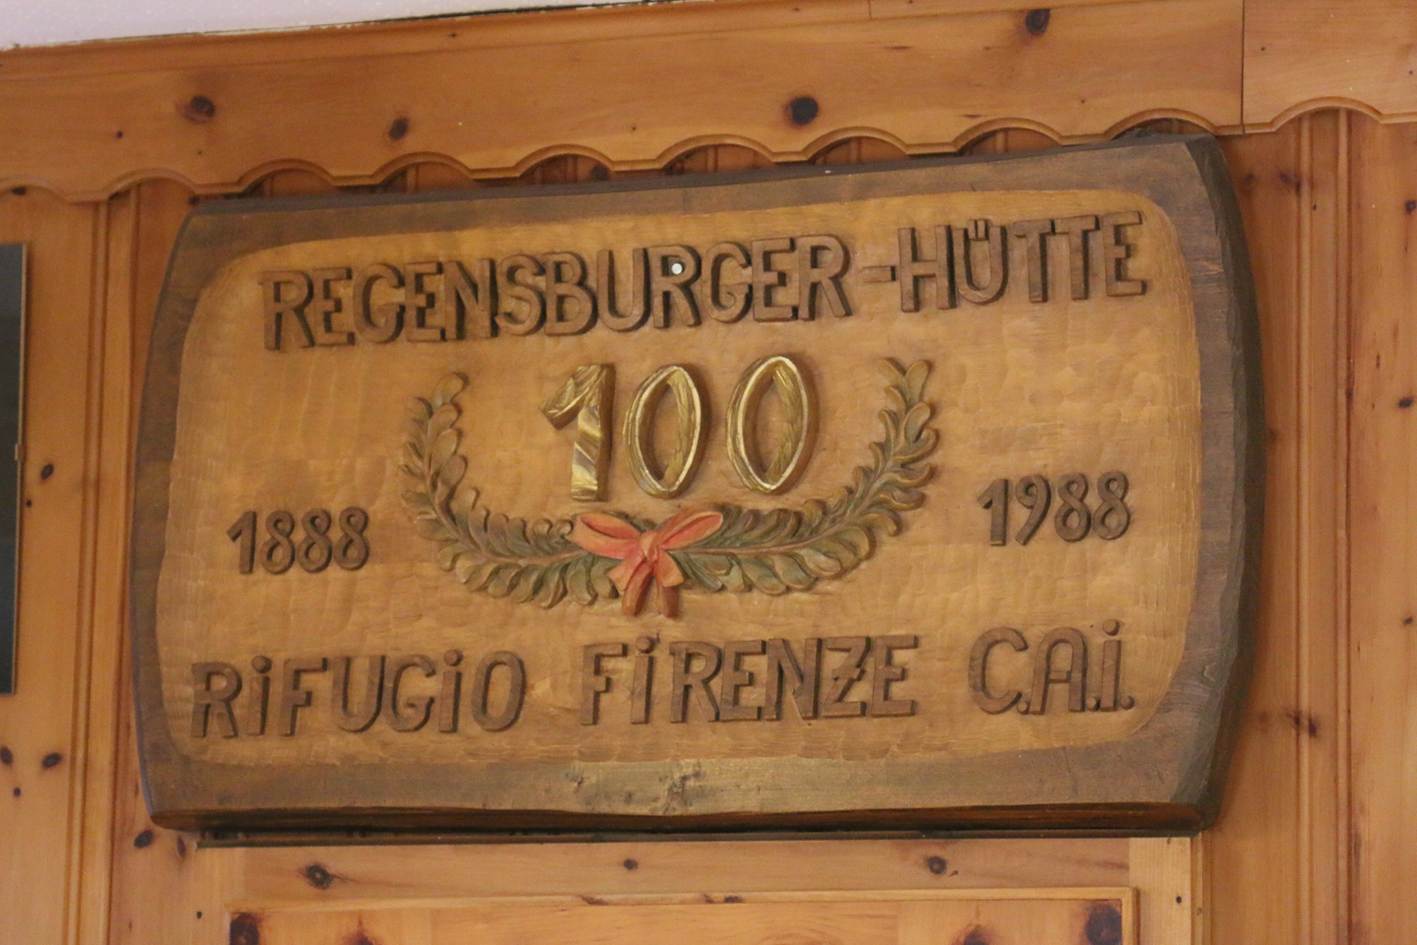 REGENSBURGER-HÜTTE
100
1888 1988
RiFUGiO FiRENZE C.A.i.